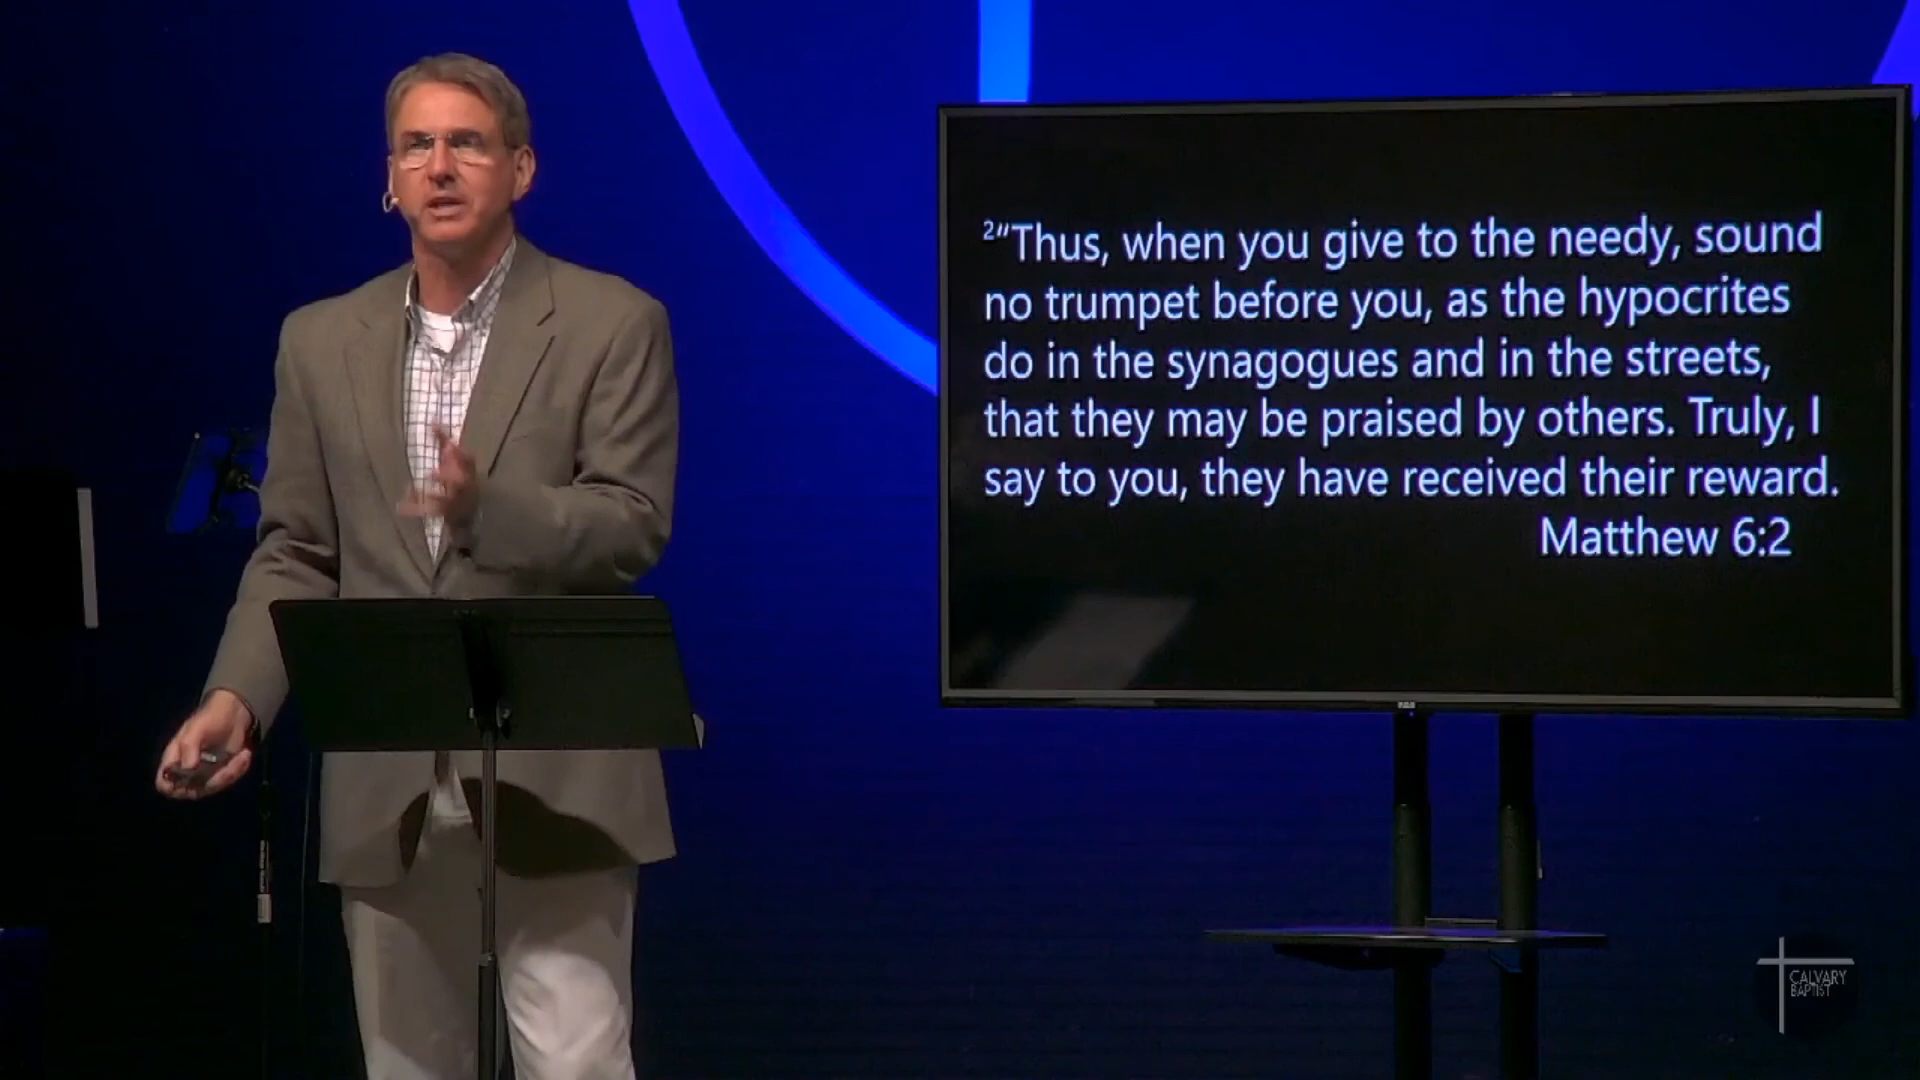 ²“Thus, when you give to the needy, sound
no trumpet before you, as the hypocrites
do in the synagogues and in the streets,
that they may be praised by others. Truly, I
say to you, they have received their reward.
Matthew 6:2
CALVARY
BAPTIST